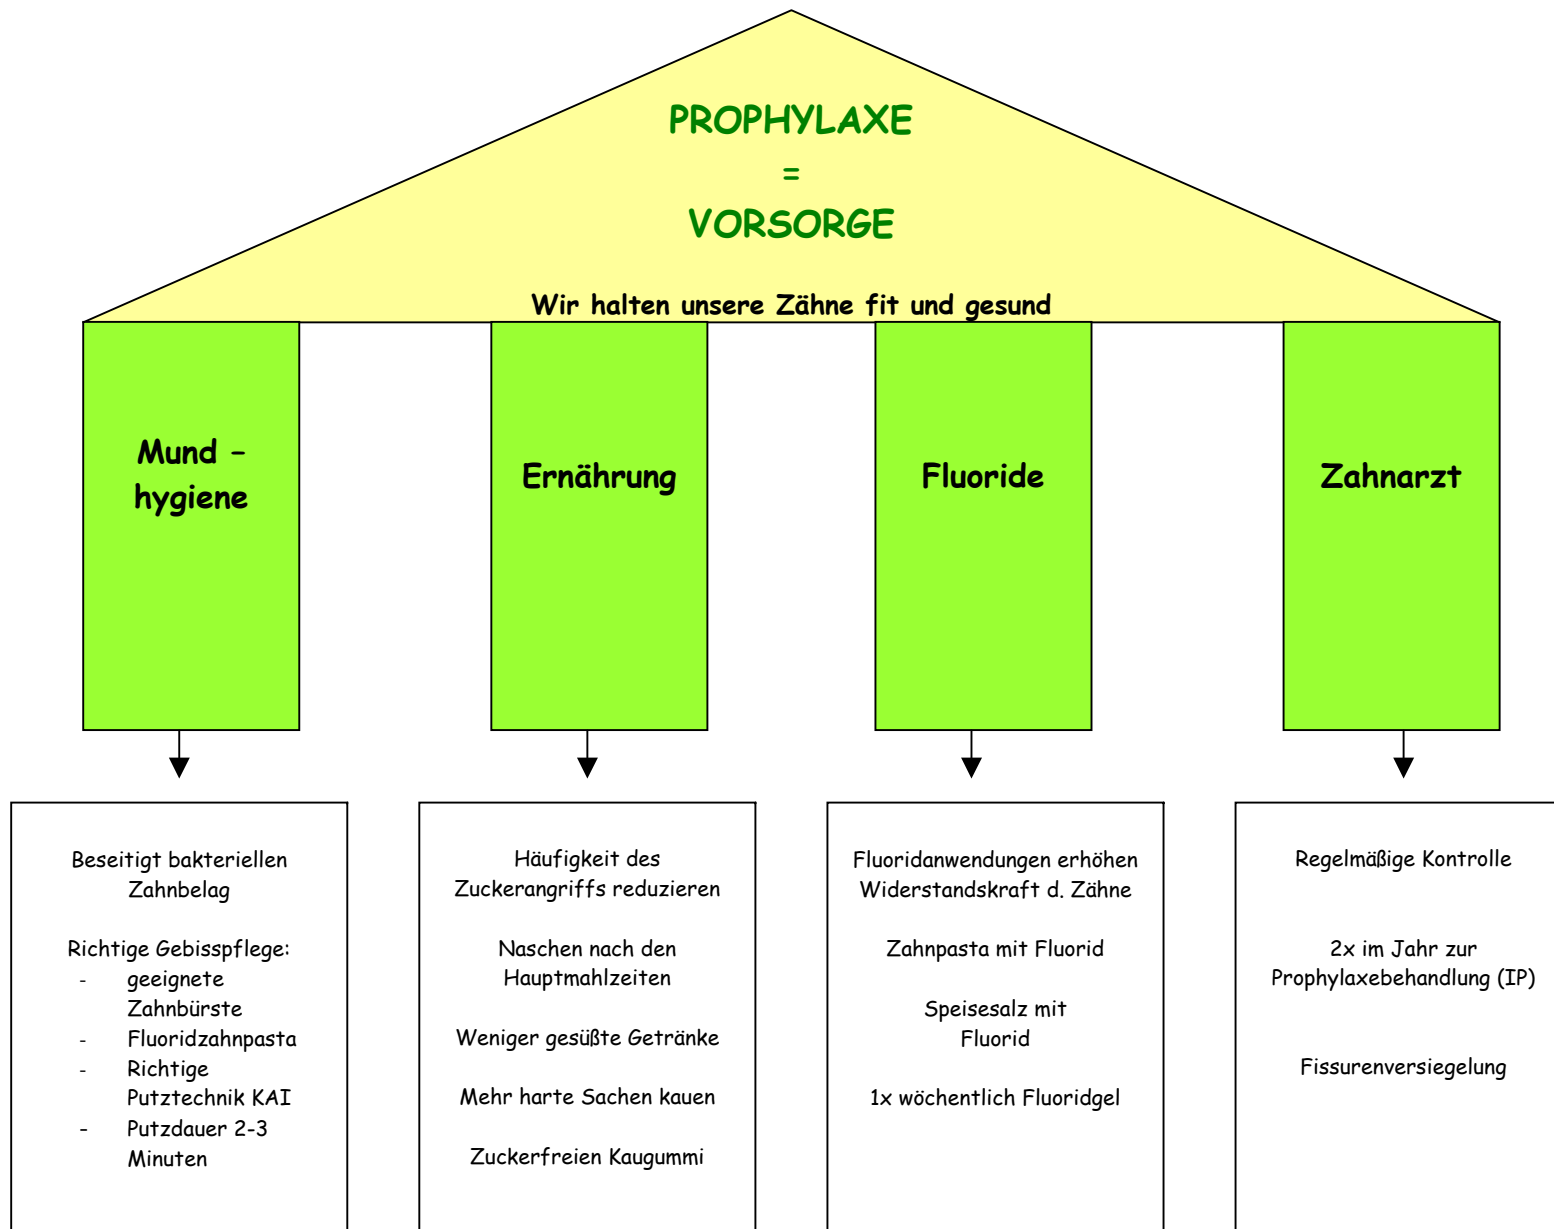 PROPHYLAXE
=
VORSORGE
Wir halten unsere Zähne fit und gesund
Mund –
hygiene
Ernährung
Fluoride
Zahnarzt
Beseitigt bakteriellen
Zahnbelag
Richtige Gebisspflege:
- geeignete
Zahnbürste
- Fluoridzahnpasta
- Richtige
Putztechnik KAI
- Putzdauer 2-3
Minuten
Häufigkeit des
Zuckerangriffs reduzieren
Naschen nach den
Hauptmahlzeiten
Weniger gesüßte Getränke
Mehr harte Sachen kauen
Zuckerfreien Kaugummi
Fluoridanwendungen erhöhen
Widerstandskraft d. Zähne
Zahnpasta mit Fluorid
Speisesalz mit
Fluorid
1x wöchentlich Fluoridgel
Regelmäßige Kontrolle
2x im Jahr zur
Prophylaxebehandlung (IP)
Fissurenversiegelung